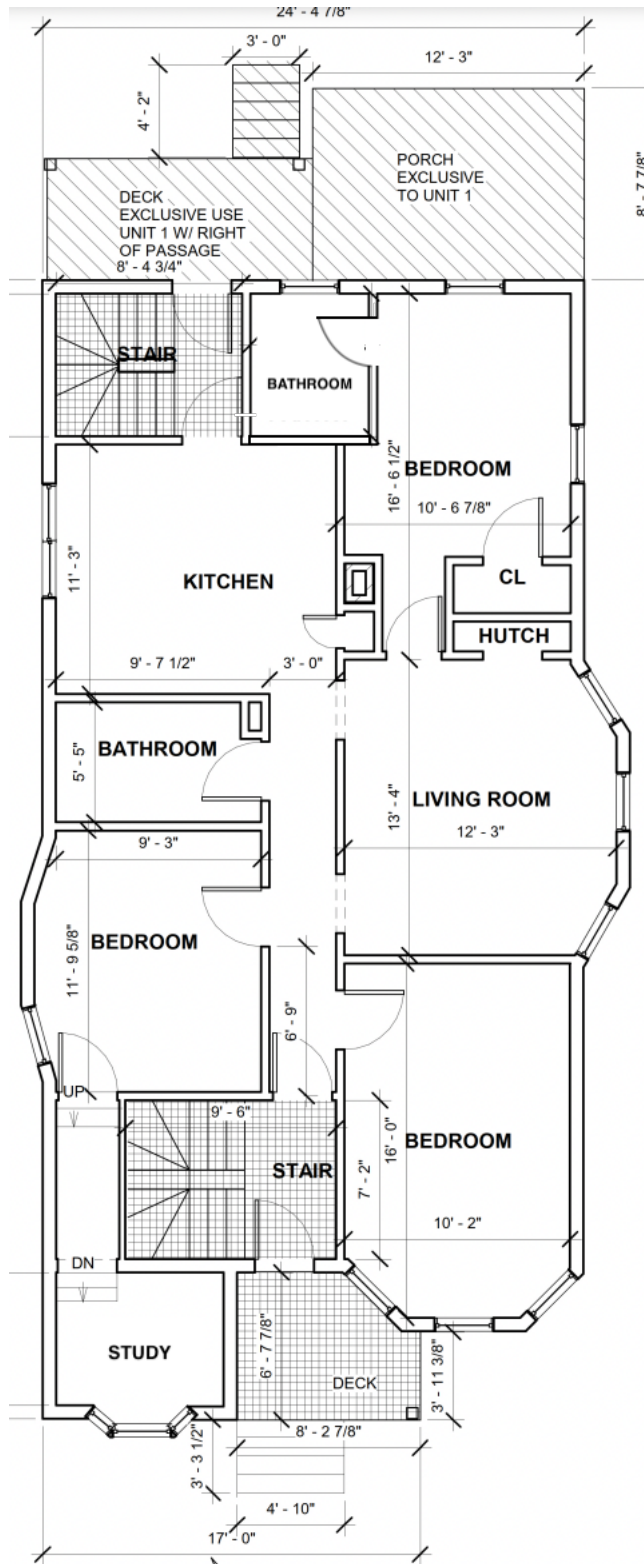 24' - 4 7/8"
3' - 0"
12' - 3"
4' - 2"
8' - 7 7/8"
PORCH
EXCLUSIVE
TO UNIT 1
DECK
EXCLUSIVE USE
UNIT 1 W/ RIGHT
OF PASSAGE
8' - 4 3/4"
STAIR
BATHROOM
BEDROOM
16' - 6 1/2"
10' - 6 7/8"
11' - 3"
KITCHEN
CL
HUTCH
9' - 7 1/2"
3' - 0"
BATHROOM
5' - 5"
LIVING ROOM
13' - 4"
12' - 3"
9' - 3"
BEDROOM
11' - 9 5/8"
6' - 9"
UP
9' - 6"
BEDROOM
16' - 0"
7' - 2"
STAIR
10' - 2"
DN
STUDY
6' - 7 7/8"
DECK
3' - 11 3/8"
8' - 2 7/8"
3' - 3 1/2"
4' - 10"
17' - 0"